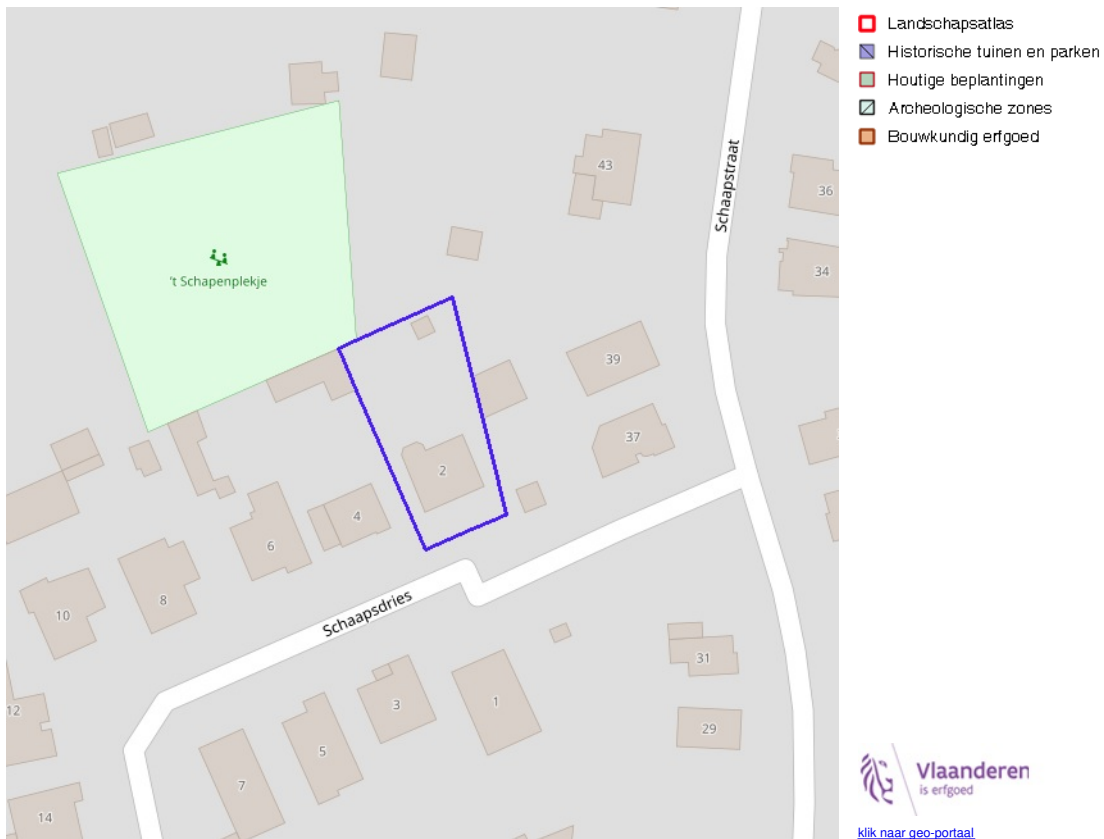 Landschapsatlas
Historische tuinen en parken
Houtige beplantingen
Archeologische zones
Bouwkundig erfgoed
43
Schaapstraat
36
34
't Schapenplekje
39
37
2
4
6
8
10
Schaapsdries
12
3
1
31
29
5
7
14
Vlaanderen
is erfgoed
klik naar geo-portaal